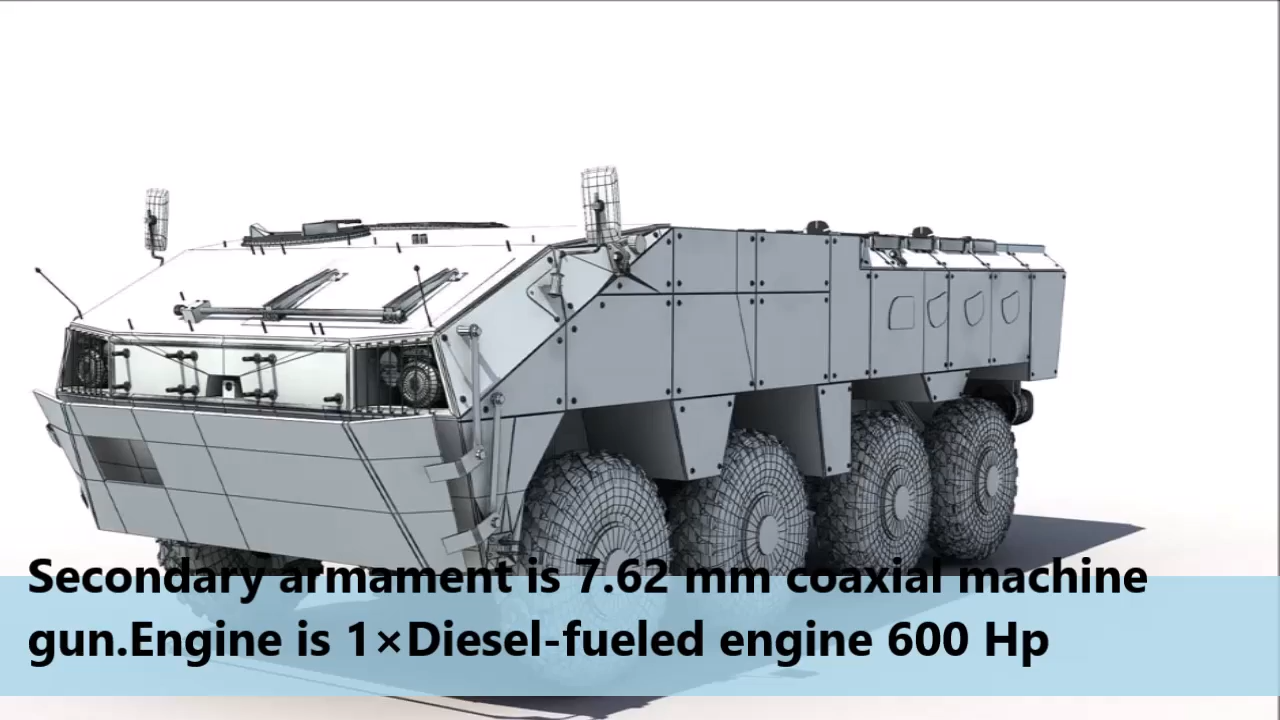 Secondary armament is 7.62 mm coaxial machine
gun.Engine is 1×Diesel-fueled engine 600 Hp